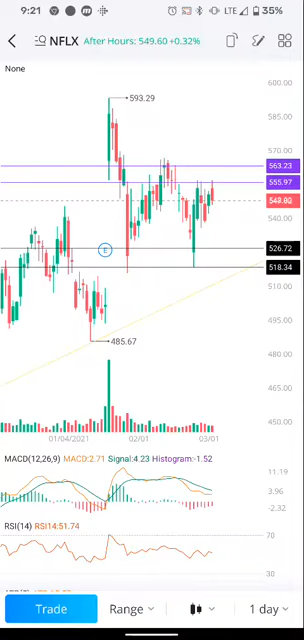 9:21 LTE 35%
NFLX After Hours: 549.60 +0.32%
None
600.00
593.29
585.00
570.00
563.23
555.97
548.00
540.00
526.72
E
518.34
510.00
495.00
485.67
480.00
465.00
450.00
01/04/2021 02/01 03/01
MACD(12,26,9) MACD:2.71 Signal:4.23 Histogram:-1.52
11.19
3.96
-2.32
RSI(14) RSI14:51.74
70
30
Trade Range 1 day